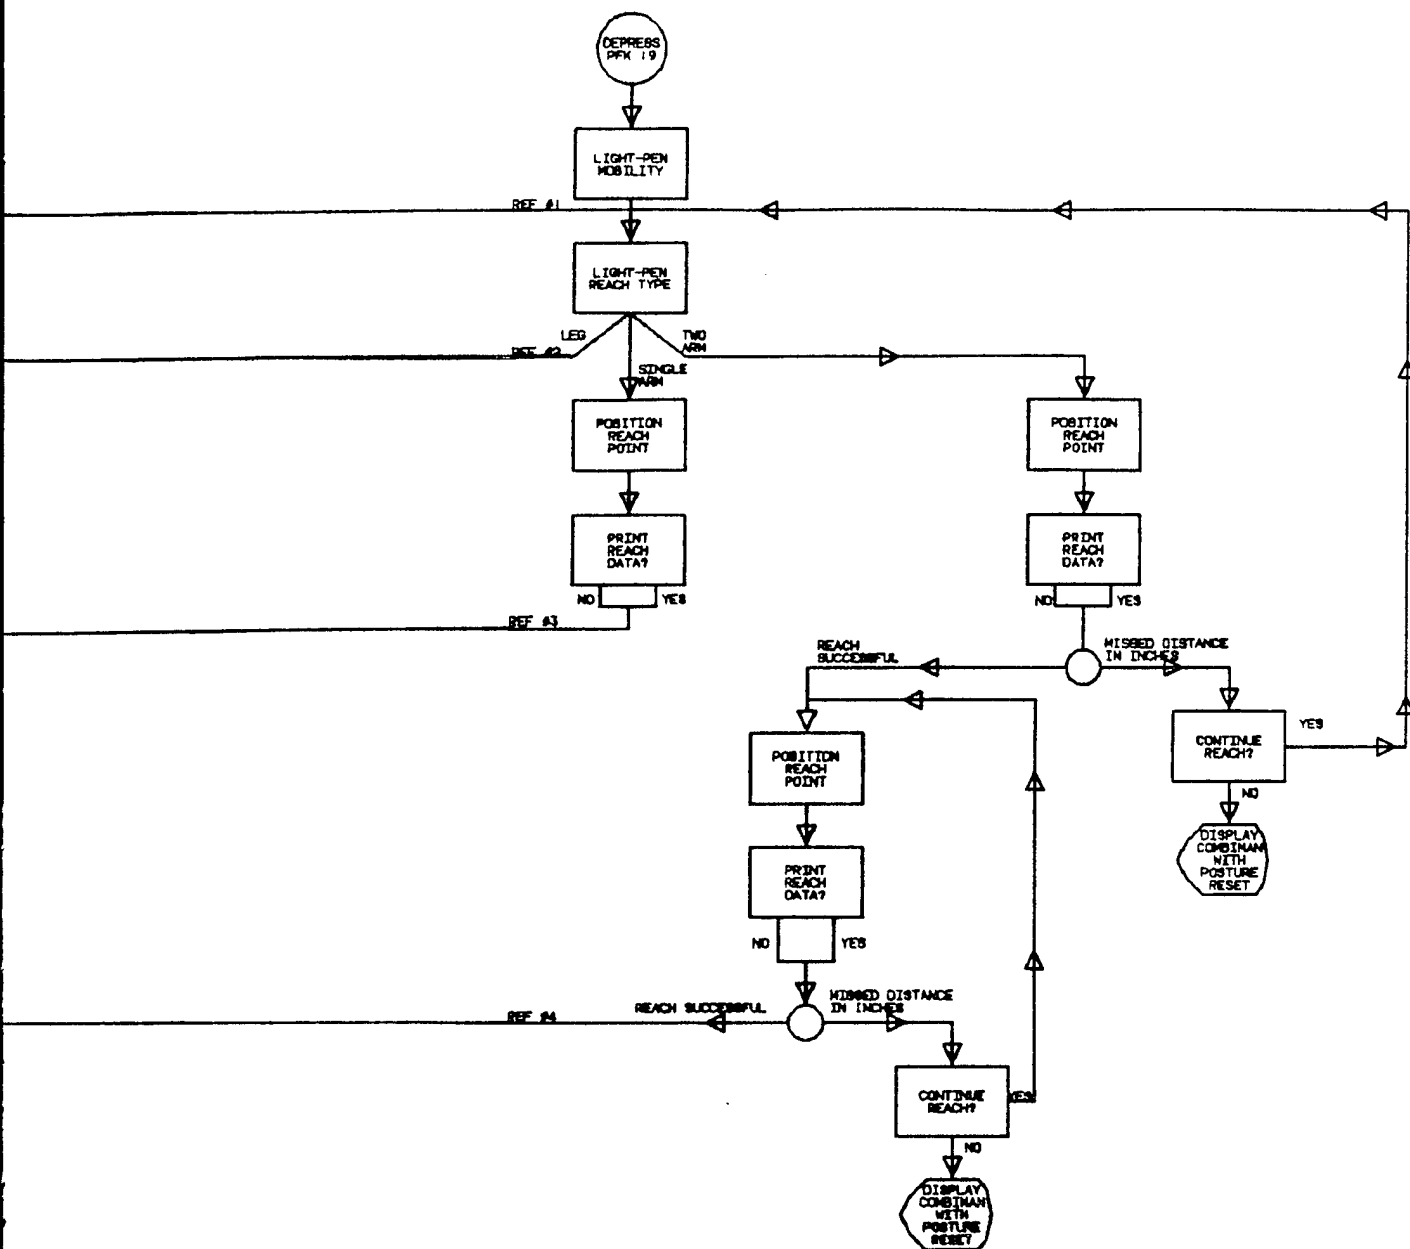 DEPRESS
PFK 19
LIGHT-PEN
MOBILITY
REF #1
LIGHT-PEN
REACH TYPE
LEG
TWO
ARM
REF #2
SINGLE
ARM
POSITION
REACH
POINT
POSITION
REACH
POINT
PRINT
REACH
DATA?
PRINT
REACH
DATA?
NO
YES
NO
YES
REF #3
REACH
SUCCESSFUL
MISSED DISTANCE
IN INCHES
YES
CONTINUE
REACH?
NO
POSITION
REACH
POINT
DISPLAY
COMBIMAN
WITH
POSTURE
RESET
PRINT
REACH
DATA?
NO
YES
REACH SUCCESSFUL
MISSED DISTANCE
IN INCHES
REF #4
CONTINUE
REACH?
YES
NO
DISPLAY
COMBIMAN
WITH
POSTURE
RESET